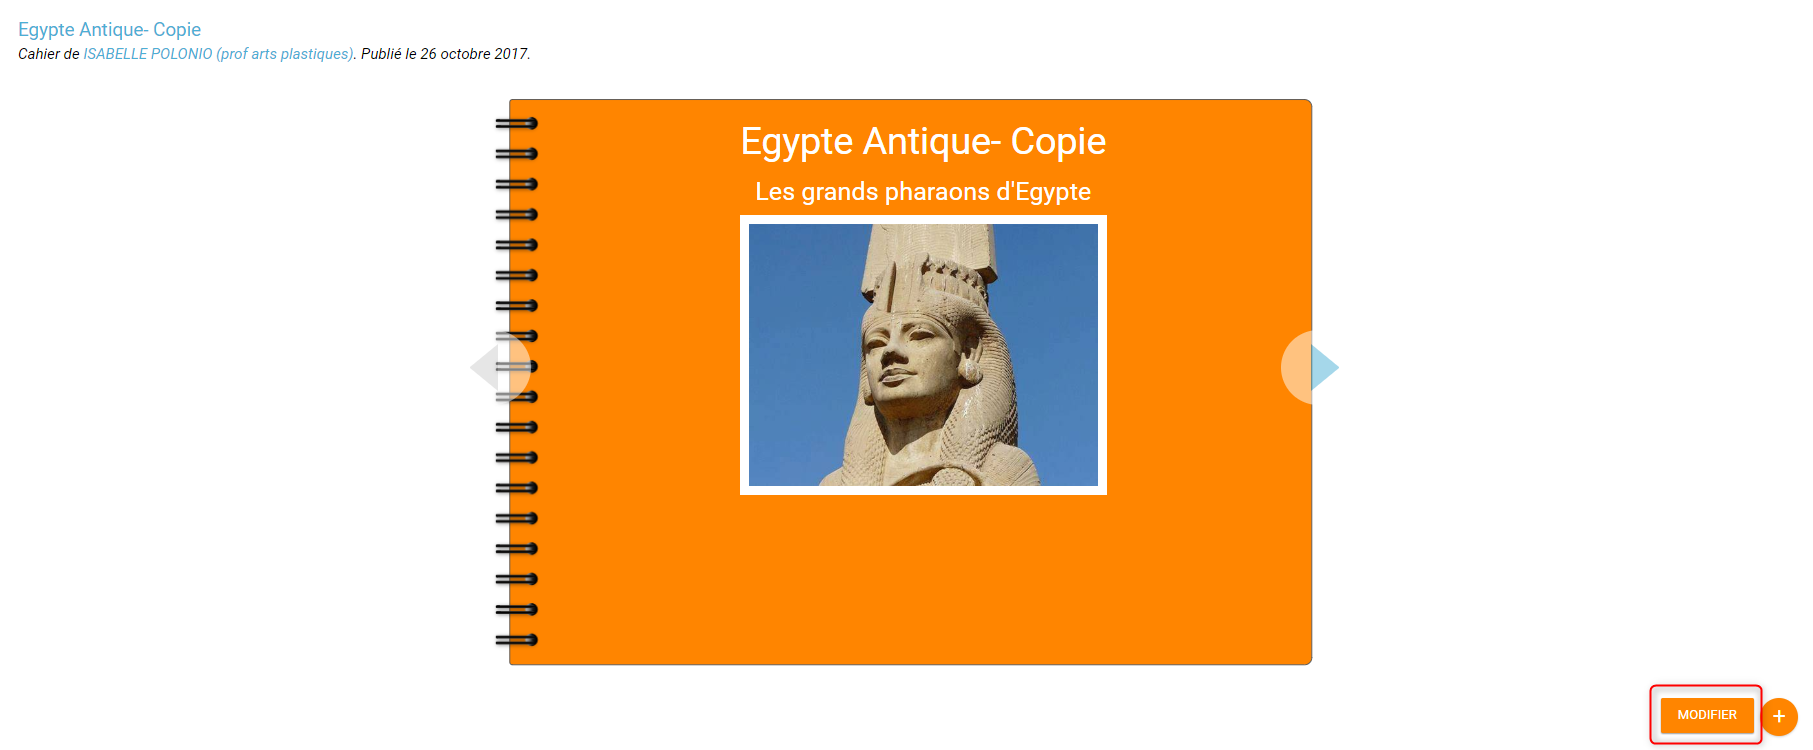 Egypte Antique- Copie
Cahier de ISABELLE POLONIO (prof arts plastiques). Publié le 26 octobre 2017.
Egypte Antique- Copie
Les grands pharaons d'Egypte
MODIFIER +